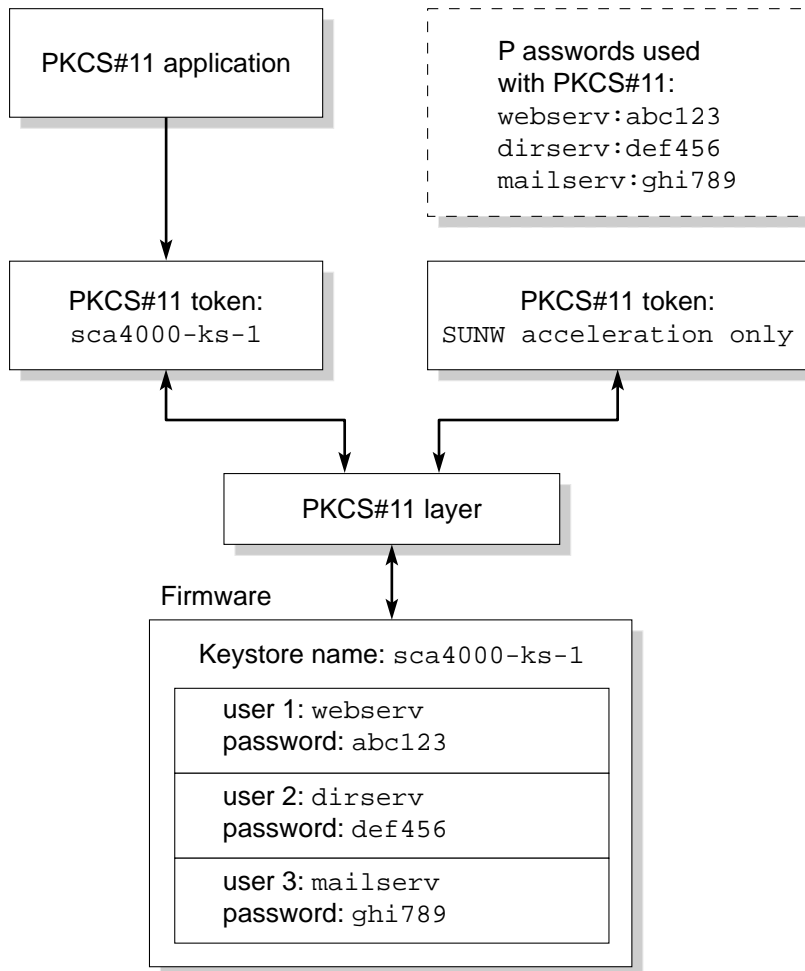 PKCS#11 application
P asswords used
with PKCS#11:
webserv:abc123
dirserv:def456
mailserv:ghi789
PKCS#11 token:
sca4000-ks-1
PKCS#11 token:
SUNW acceleration only
PKCS#11 layer
Firmware
Keystore name: sca4000-ks-1
user 1: webserv
password: abc123
user 2: dirserv
password: def456
user 3: mailserv
password: ghi789